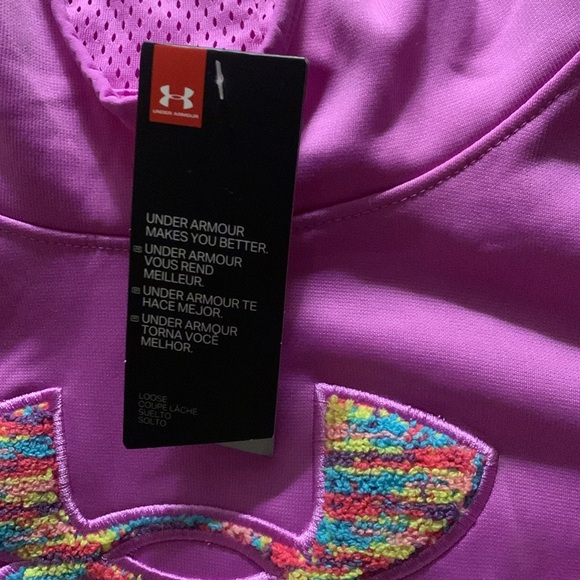 UNDER ARMOUR
UNDER ARMOUR
MAKES YOU BETTER.
UNDER ARMOUR
VOUS REND
MEILLEUR.
UNDER ARMOUR TE
HACE MEJOR.
UNDER ARMOUR
TORNA VOCÊ
MELHOR.
LOOSE
COUPE LÂCHE
SUELTO
SOLTO